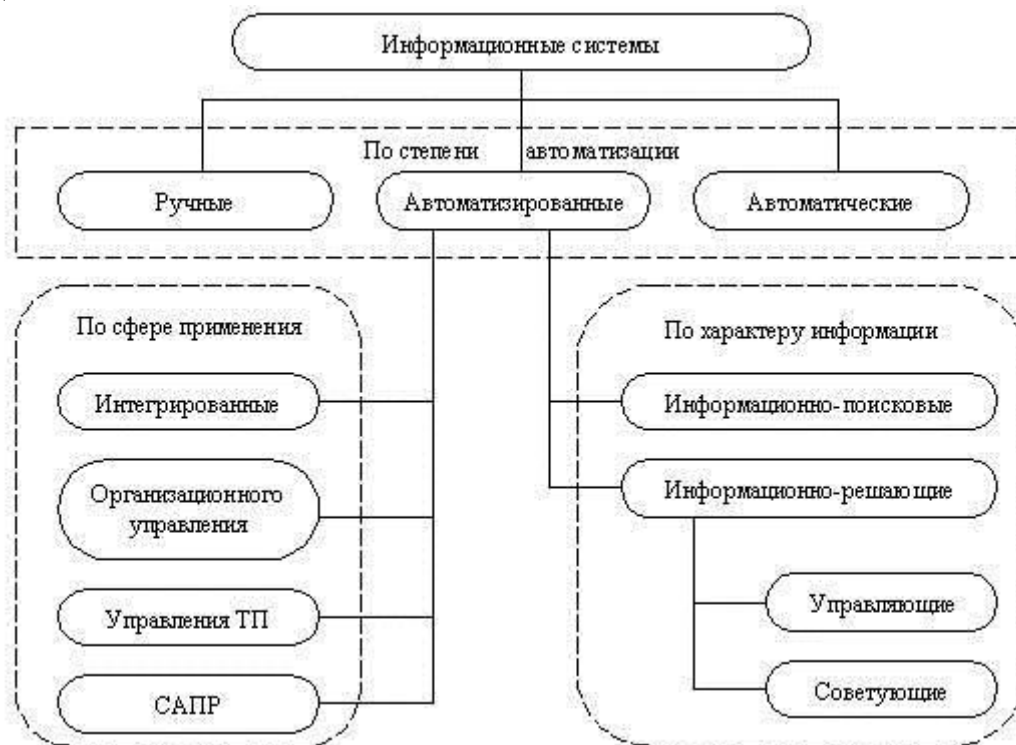 Информационные системы
По степени автоматизации
Ручные
Автоматизированные
Автоматические
По сфере применения
Интегрированные
Организационного
управления
Управления ТП
САПР
По характеру информации
Информационно-поисковые
Информационно-решающие
Управляющие
Советующие